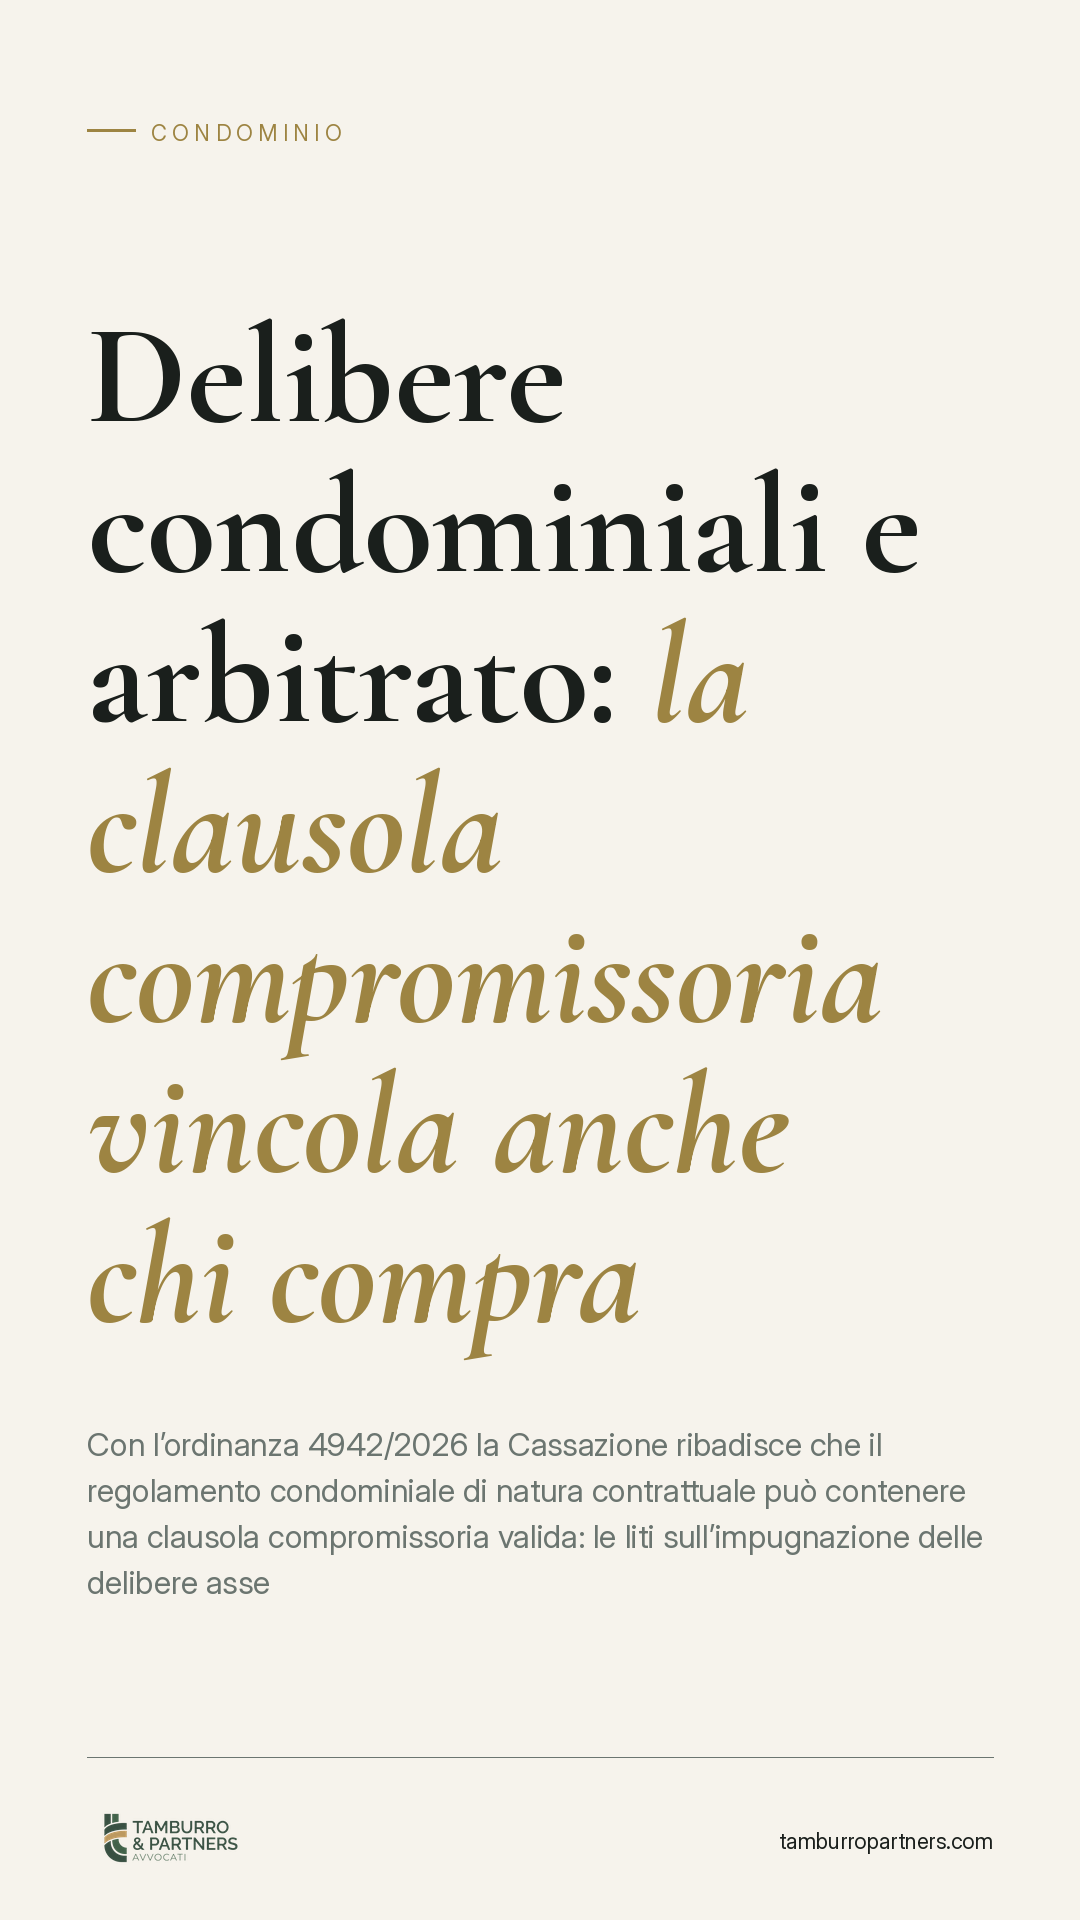 CONDOMINIO
Delibere
condominiali e
arbitrato: la
clausola
compromissoria
vincola anche
chi compra
Con l’ordinanza 4942/2026 la Cassazione ribadisce che il
regolamento condominiale di natura contrattuale può contenere
una clausola compromissoria valida: le liti sull’impugnazione delle
delibere asse
TAMBURRO
& PARTNERS
AVVOCATI
tamburropartners.com